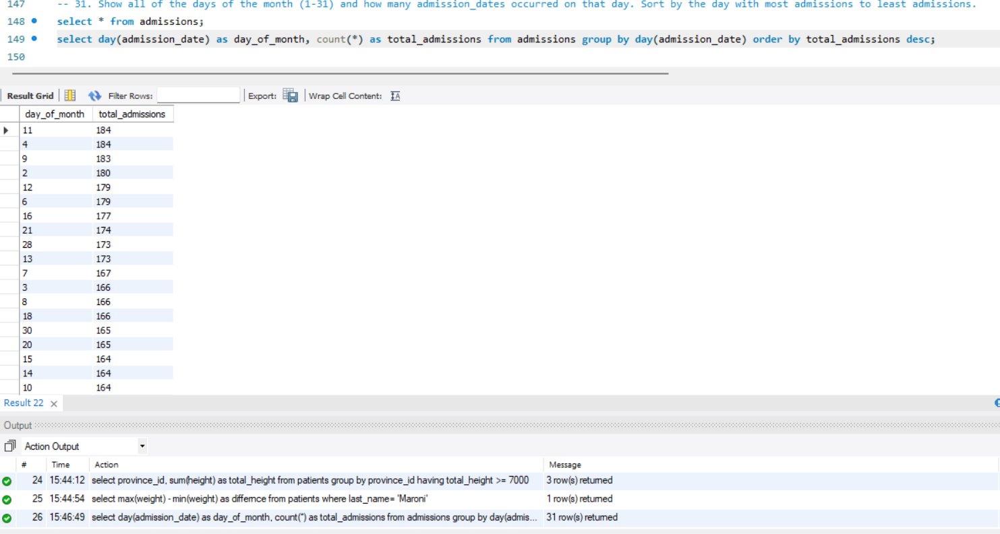 147 -- 31. Show all of the days of the month (1-31) and how many admission_dates occurred on that day. Sort by the day with most admissions to least admissions.
148 select * from admissions;
149 select day(admission_date) as day_of_month, count(*) as total_admissions from admissions group by day(admission_date) order by total_admissions desc;
150
Result Grid Filter Rows: Export: Wrap Cell Content: IA
day_of_month total_admissions
11 184
4 184
9 183
2 180
12 179
6 179
16 177
21 174
28 173
13 173
7 167
3 166
8 166
18 166
30 165
20 165
15 164
14 164
10 164
Result 22 ×
Output
Action Output
# Time Action Message
24 15:44:12 select province_id, sum(height) as total_height from patients group by province_id having total_height >= 7000 3 row(s) returned
25 15:44:54 select max(weight) - min(weight) as differnce from patients where last_name= 'Maroni' 1 row(s) returned
26 15:46:49 select day(admission_date) as day_of_month, count(*) as total_admissions from admissions group by day(admis... 31 row(s) returned